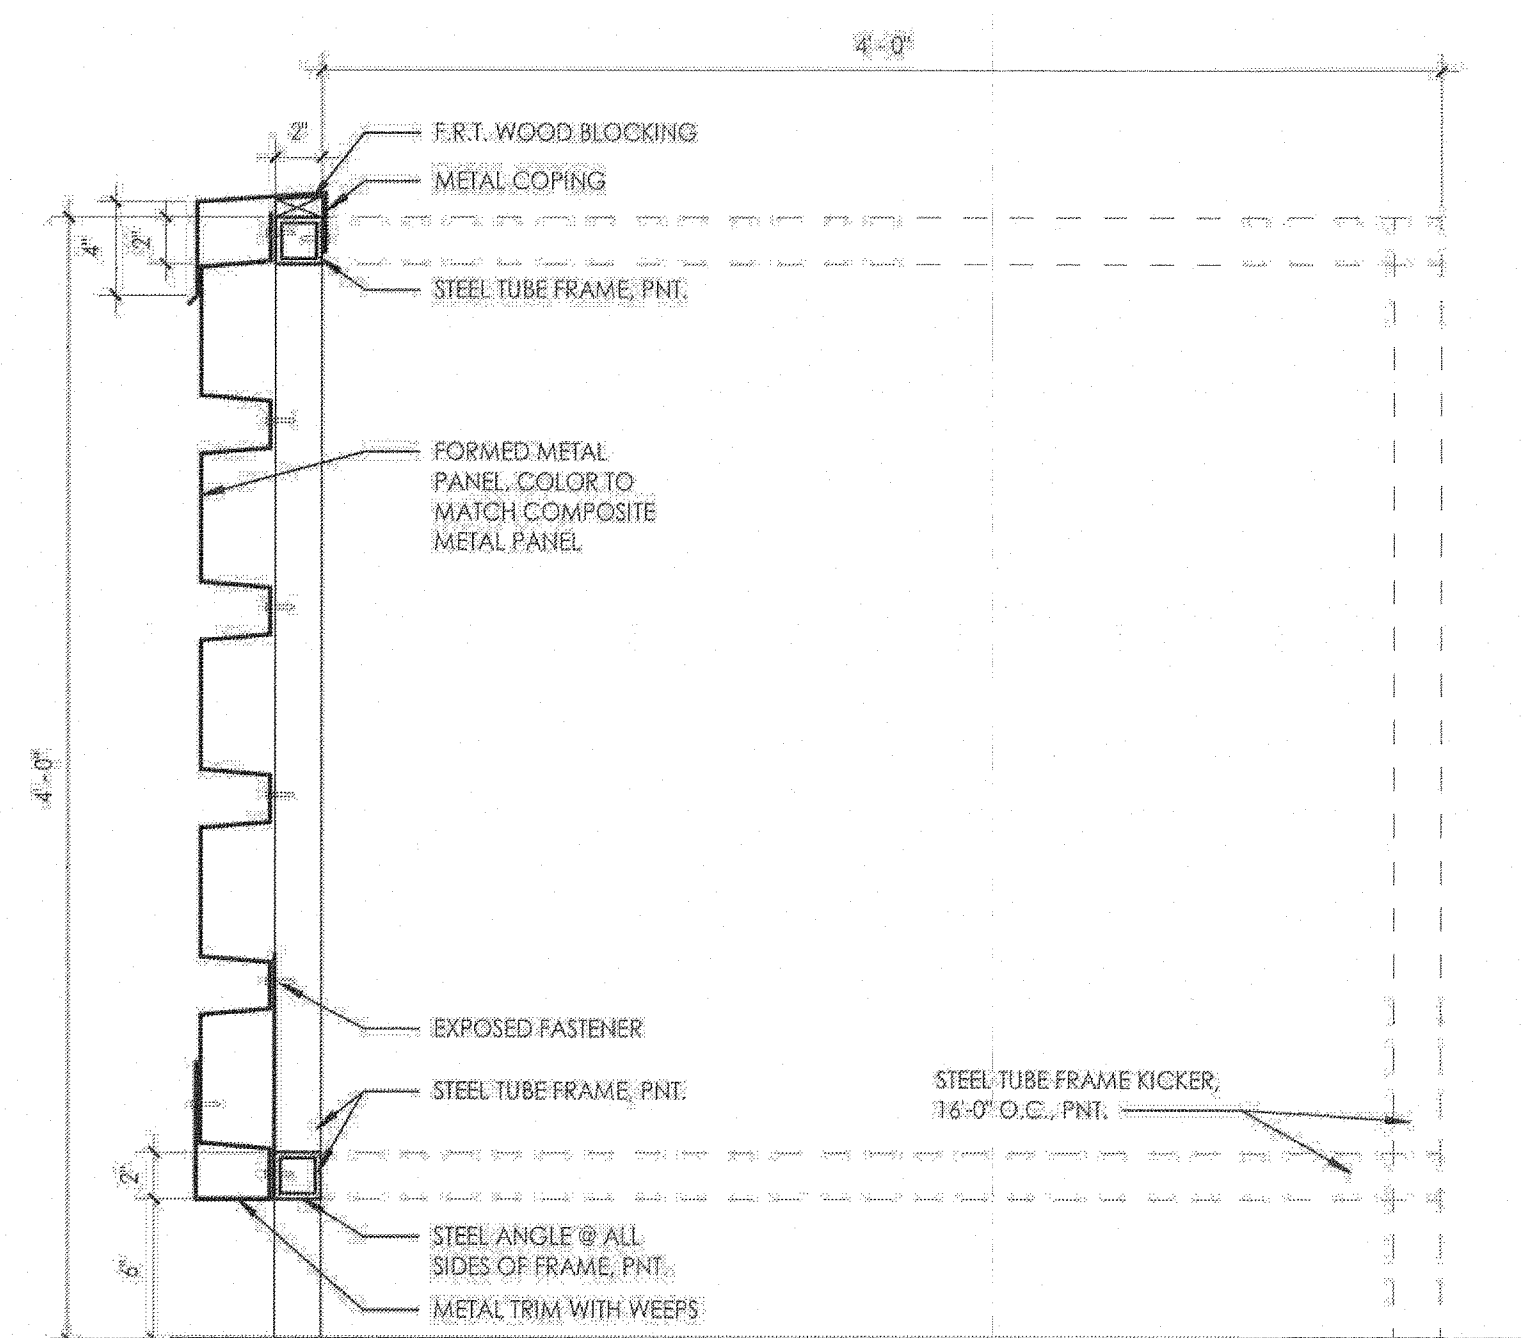 4'-0"
2"
F.R.T. WOOD BLOCKING
METAL COPING
4"
2"
STEEL TUBE FRAME, PNT.
FORMED METAL
PANEL, COLOR TO
MATCH COMPOSITE
METAL PANEL
4'-0"
EXPOSED FASTENER
STEEL TUBE FRAME, PNT.
STEEL TUBE FRAME KICKER,
16'-0" O.C., PNT.
2"
STEEL ANGLE @ ALL
SIDES OF FRAME, PNT.
6"
METAL TRIM WITH WEEPS